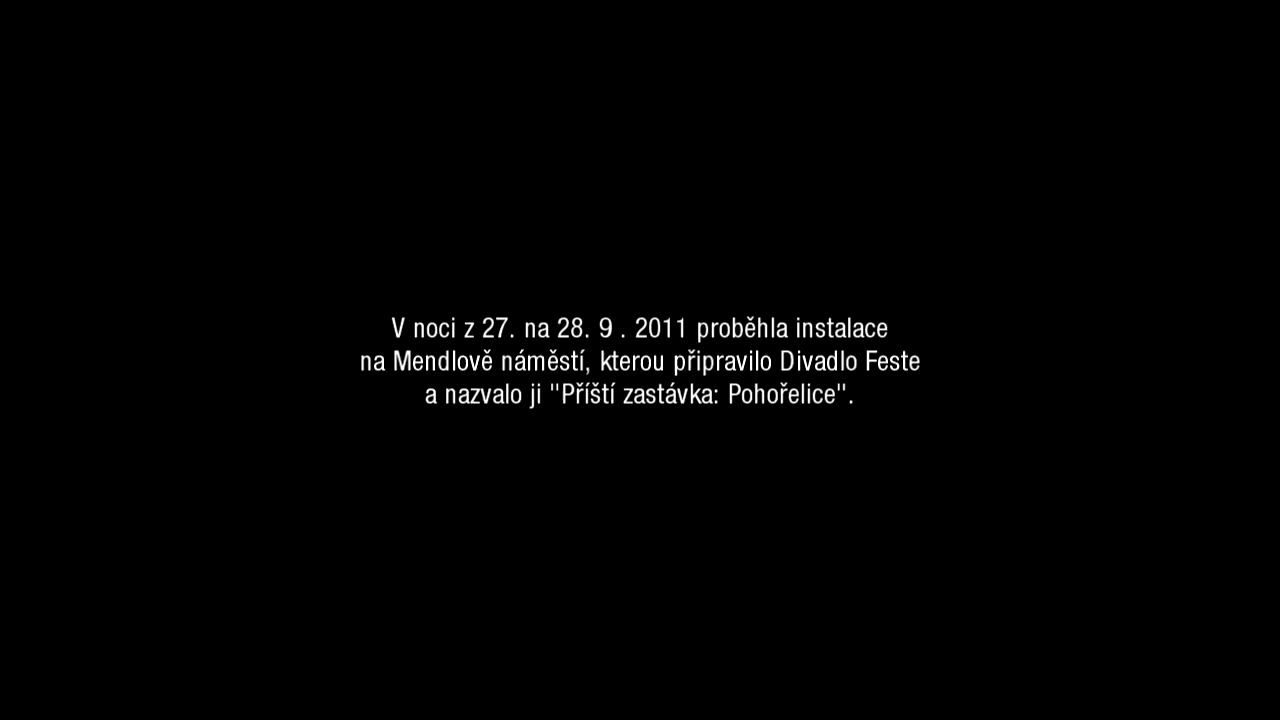 V noci z 27. na 28. 9 . 2011 proběhla instalace
na Mendlově náměstí, kterou připravilo Divadlo Feste
a nazvalo ji "Příští zastávka: Pohořelice".